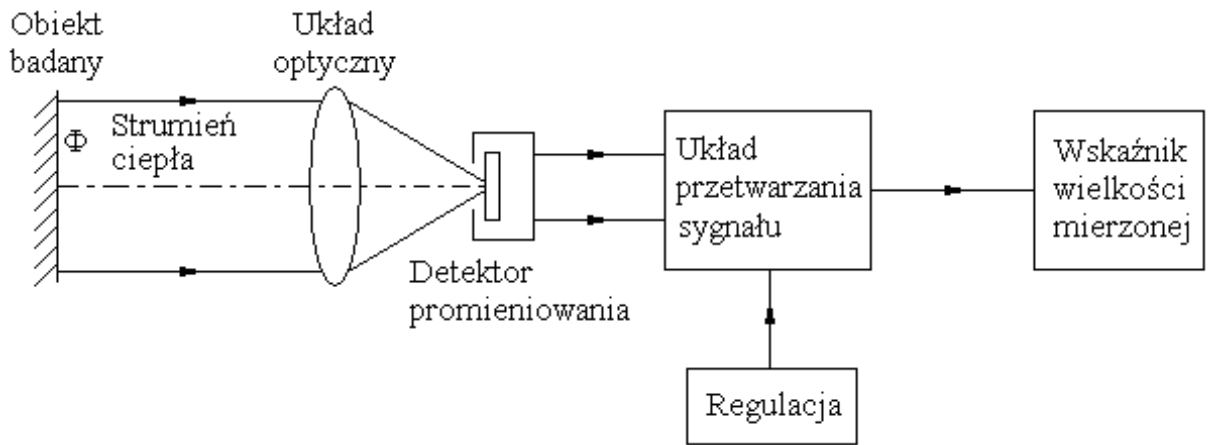 Obiekt
badany
Układ
optyczny
Φ
Strumień
ciepła
Detektor
promieniowania
Układ
przetwarzania
sygnału
Wskaźnik
wielkości
mierzonej
Regulacja